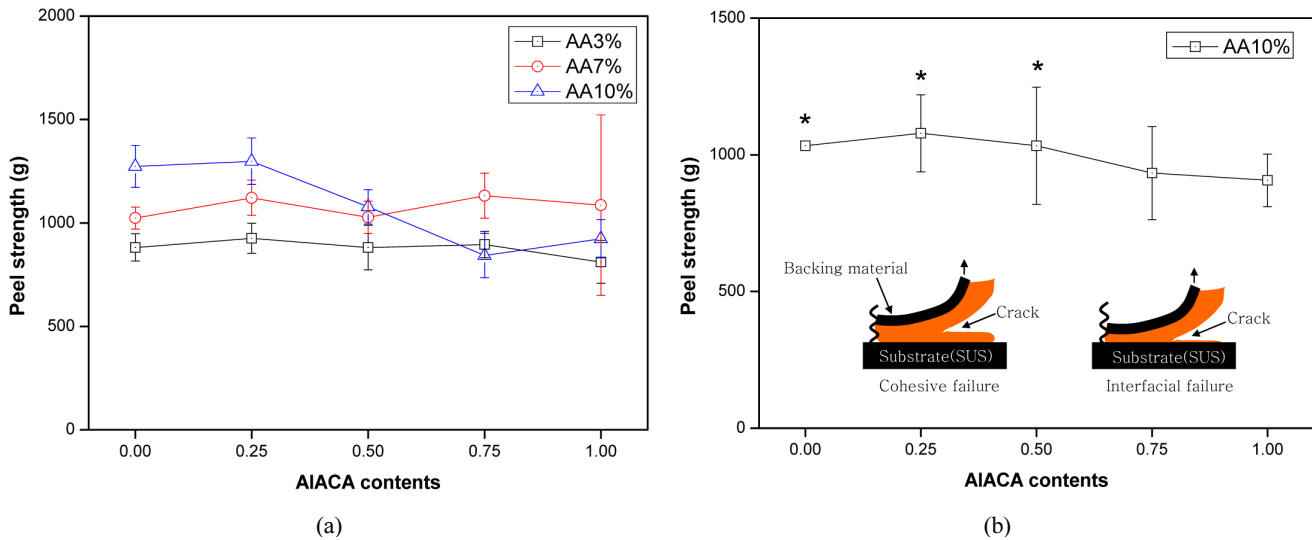 2000
1500
1000
500
0
Peel strength (g)
AA3%
AA7%
AA10%
0.00 0.25 0.50 0.75 1.00
AlACA contents
(a)
1500
1000
500
0
Peel strength (g)
AA10%
* * *
Backing material
Crack
Substrate(SUS)
Cohesive failure
Crack
Substrate(SUS)
Interfacial failure
0.00 0.25 0.50 0.75 1.00
AlACA contents
(b)